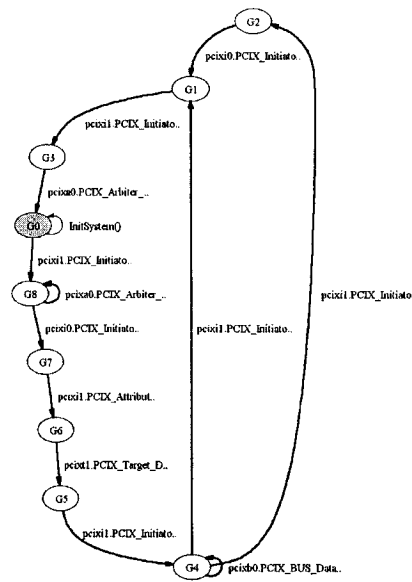 G2
pcixi0.PCIX_Initiato..
G1
pcixi1.PCIX_Initiato..
G3
pcixa0.PCIX_Arbiter_..
G0
InitSystem()
pcixi1.PCIX_Initiato..
G8
pcixa0.PCIX_Arbiter_..
pcixi1.PCIX_Initiato
pcixi0.PCIX_Initiato..
pcixi1.PCIX_Initiato..
G7
pcixi1.PCIX_Attribut..
G6
pcixt1.PCIX_Target_D..
G5
pcixi1.PCIX_Initiato..
G4
pcixb0.PCIX_BUS_Data..